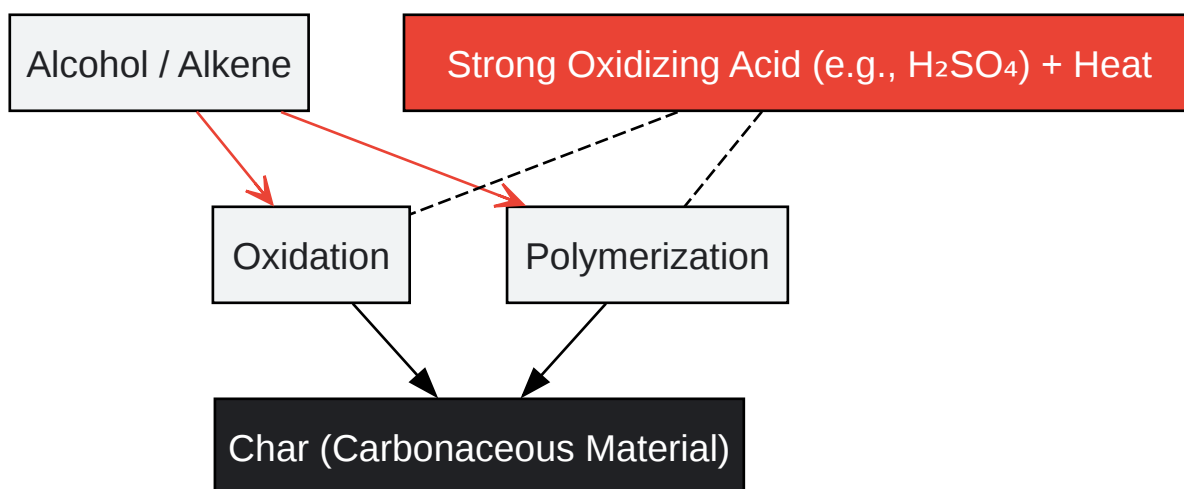 Alcohol / Alkene
Strong Oxidizing Acid (e.g., H₂SO₄) + Heat
Oxidation
Polymerization
Char (Carbonaceous Material)